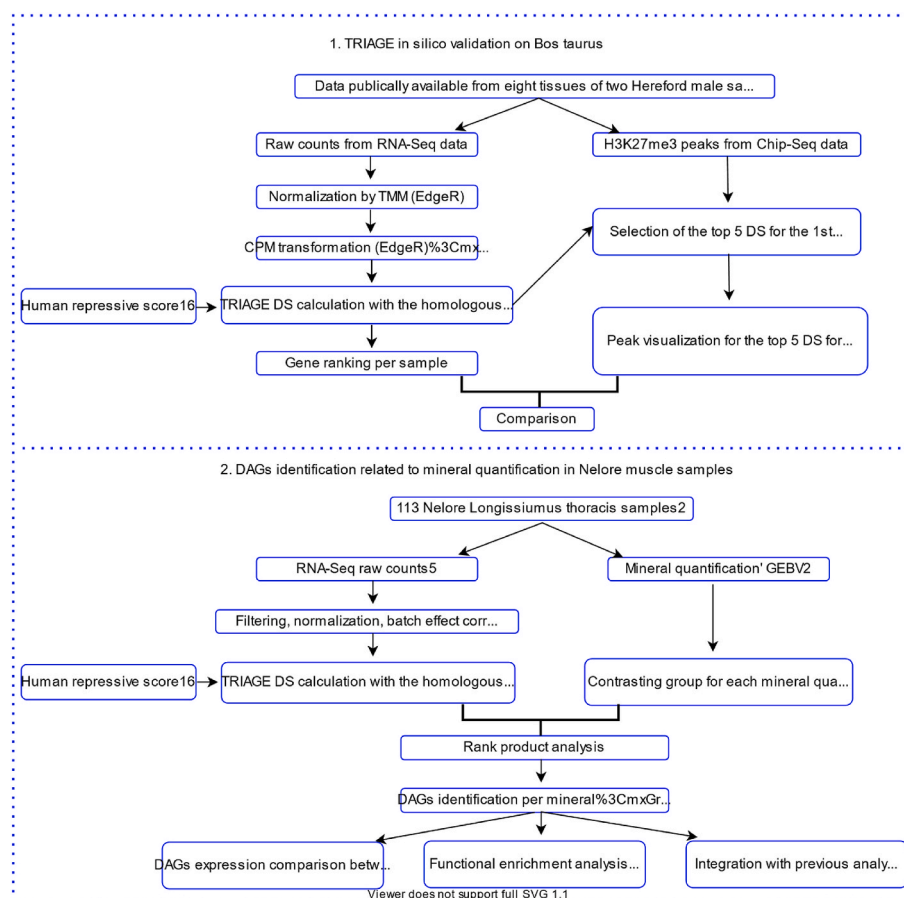 1. TRIAGE in silico validation on Bos taurus
Data publically available from eight tissues of two Hereford male sa...
Raw counts from RNA-Seq data
H3K27me3 peaks from Chip-Seq data
Normalization by TMM (EdgeR)
CPM transformation (EdgeR)%3Cmx...
Selection of the top 5 DS for the 1st...
Human repressive score16
TRIAGE DS calculation with the homologous...
Peak visualization for the top 5 DS for...
Gene ranking per sample
Comparison
2. DAGs identification related to mineral quantification in Nelore muscle samples
113 Nelore Longissiumus thoracis samples2
RNA-Seq raw counts5
Mineral quantification' GEBV2
Filtering, normalization, batch effect corr...
Human repressive score16
TRIAGE DS calculation with the homologous...
Contrasting group for each mineral qua...
Rank product analysis
DAGs identification per mineral%3CmxGr...
DAGs expression comparison betw...
Functional enrichment analysis...
Integration with previous analy...
Viewer does not support full SVG 1.1